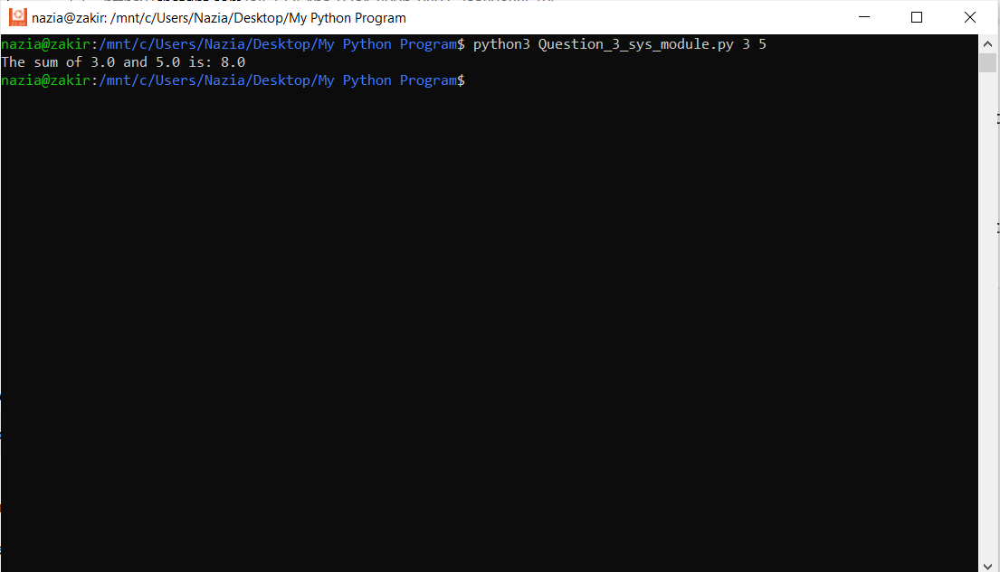 nazia@zakir: /mnt/c/Users/Nazia/Desktop/My Python Program
nazia@zakir:/mnt/c/Users/Nazia/Desktop/My Python Program$ python3 Question_3_sys_module.py 3 5
The sum of 3.0 and 5.0 is: 8.0
nazia@zakir:/mnt/c/Users/Nazia/Desktop/My Python Program$